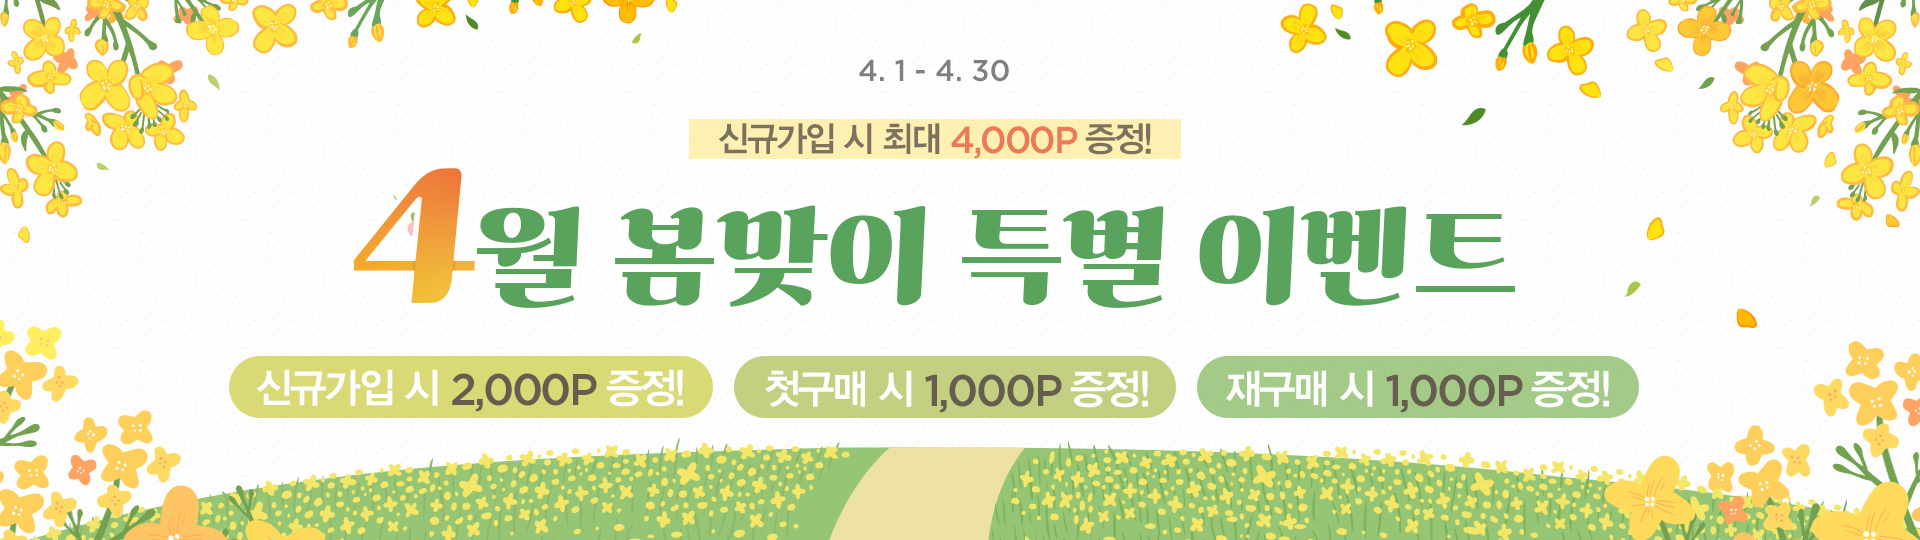 4. 1 - 4. 30
신규가입 시 최대 4,000P 증정!
4월 봄맞이 특별 이벤트
신규가입 시 2,000P 증정!
첫구매 시 1,000P 증정!
재구매 시 1,000P 증정!